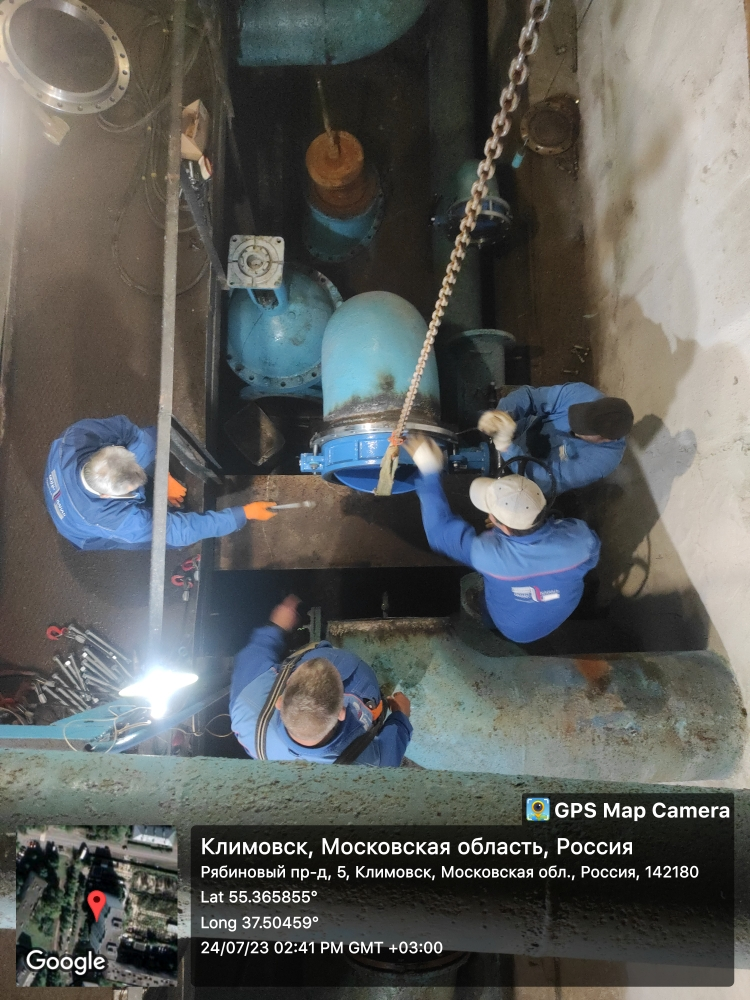 GPS Map Camera
Климовск, Московская область, Россия
Рябиновый пр-д, 5, Климовск, Московская обл., Россия, 142180
Lat 55.365855°
Long 37.50459°
24/07/23 02:41 PM GMT +03:00
Google